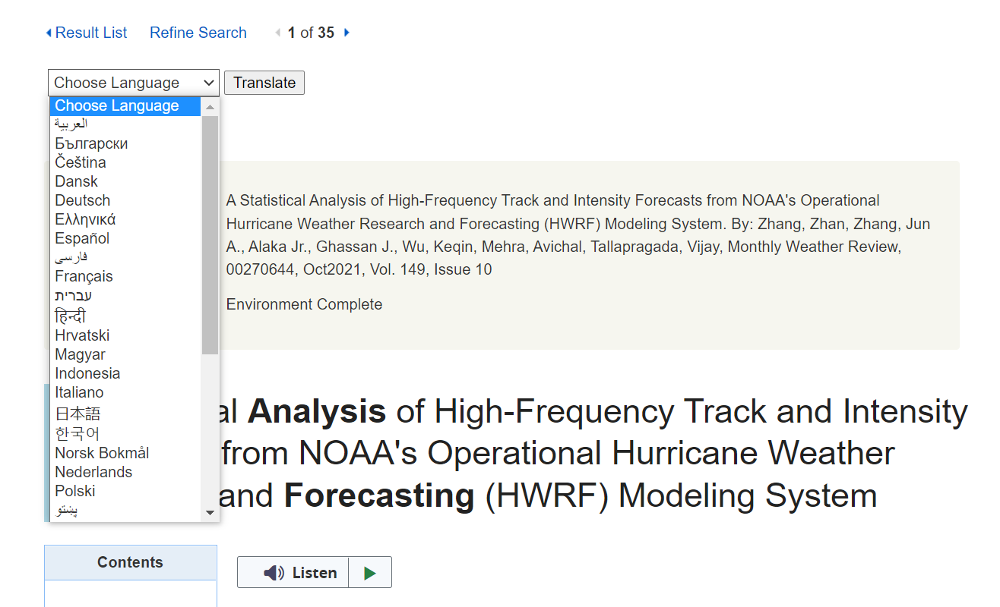 Result List Refine Search 1 of 35
Choose Language Translate
Choose Language
العربية
Български
Čeština
Dansk
Deutsch
Ελληνικά
Español
فارسی
Français
עברית
हिन्दी
Hrvatski
Magyar
Indonesia
Italiano
日本語
한국어
Norsk Bokmål
Nederlands
Polski
پښتو
A Statistical Analysis of High-Frequency Track and Intensity Forecasts from NOAA's Operational
Hurricane Weather Research and Forecasting (HWRF) Modeling System. By: Zhang, Zhan, Zhang, Jun
A., Alaka Jr., Ghassan J., Wu, Keqin, Mehra, Avichal, Tallapragada, Vijay, Monthly Weather Review,
00270644, Oct2021, Vol. 149, Issue 10
Environment Complete
al Analysis of High-Frequency Track and Intensity
from NOAA's Operational Hurricane Weather
and Forecasting (HWRF) Modeling System
Contents
Listen